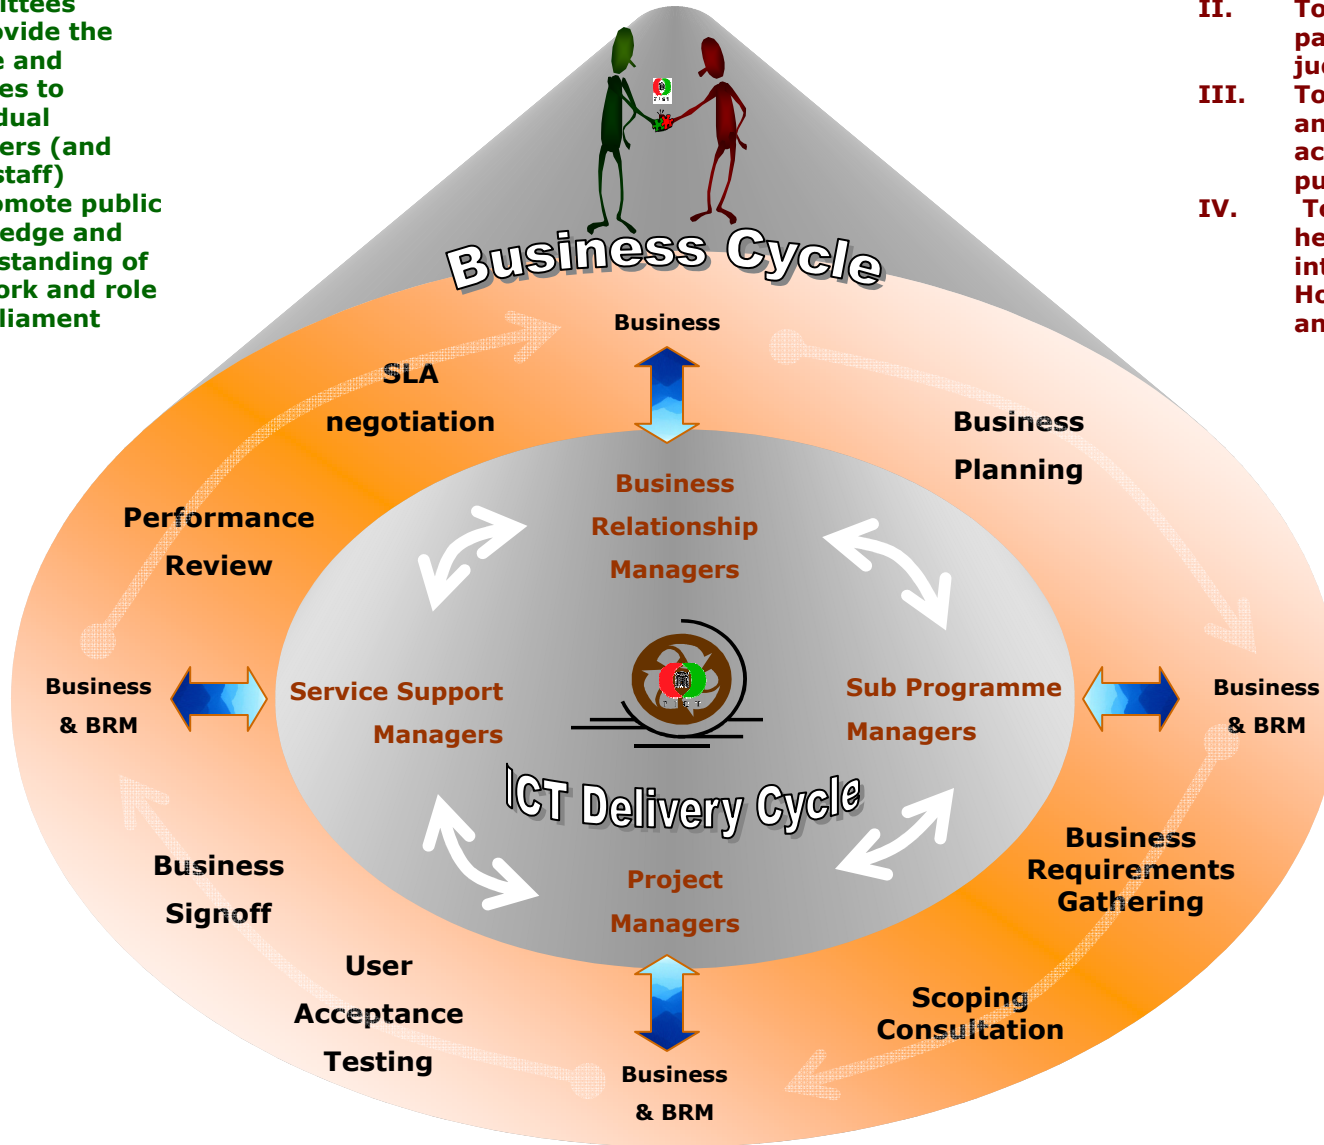 ovide the
and
es to
dual
ers (and
staff)
omote public
edge and
standing of
ork and role
liament
II. To
III. To
an
ac
pu
IV. To
he
int
Ho
an
Business Cycle
Business
SLA
negotiation
Business
Planning
Performance
Review
Business
Relationship
Managers
Business
& BRM
Service Support
Managers
Sub Programme
Managers
Business
& BRM
ICT Delivery Cycle
Business
Signoff
Project
Managers
Business
Requirements
Gathering
User
Acceptance
Testing
Scoping
Consultation
Business
& BRM